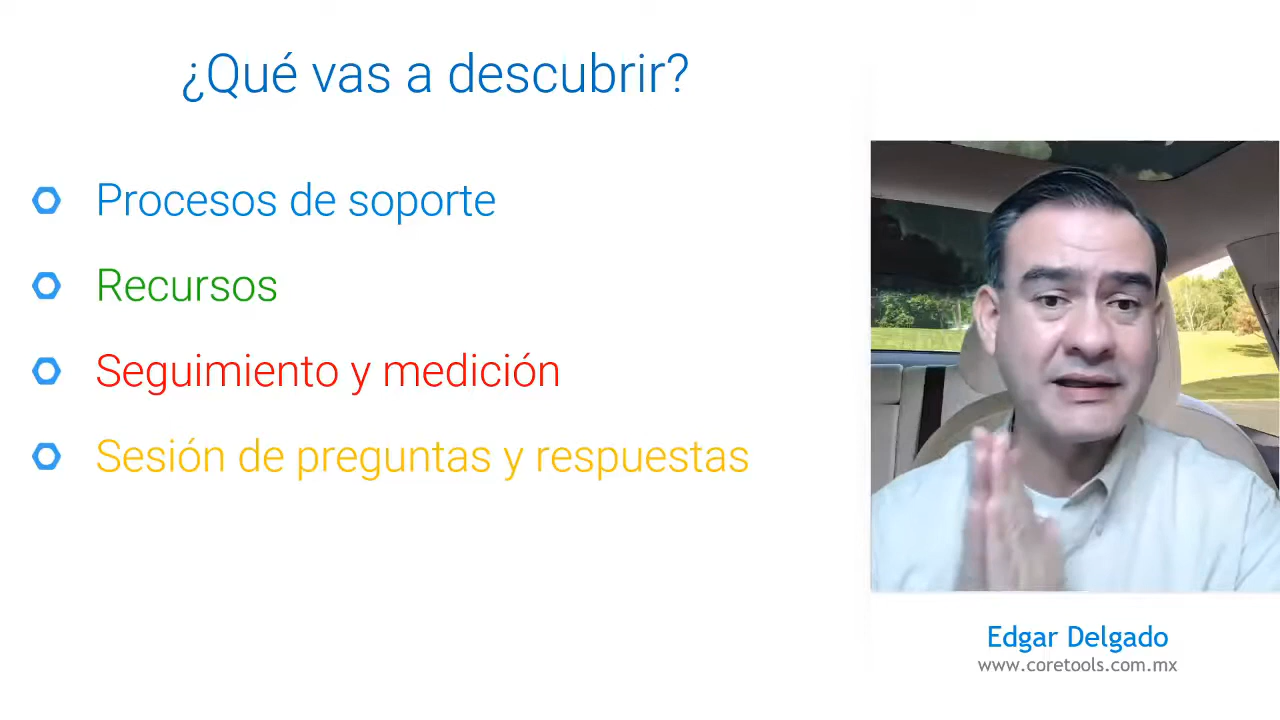 ¿Qué vas a descubrir?
Procesos de soporte
Recursos
Seguimiento y medición
Sesión de preguntas y respuestas
Edgar Delgado
www.coretools.com.mx